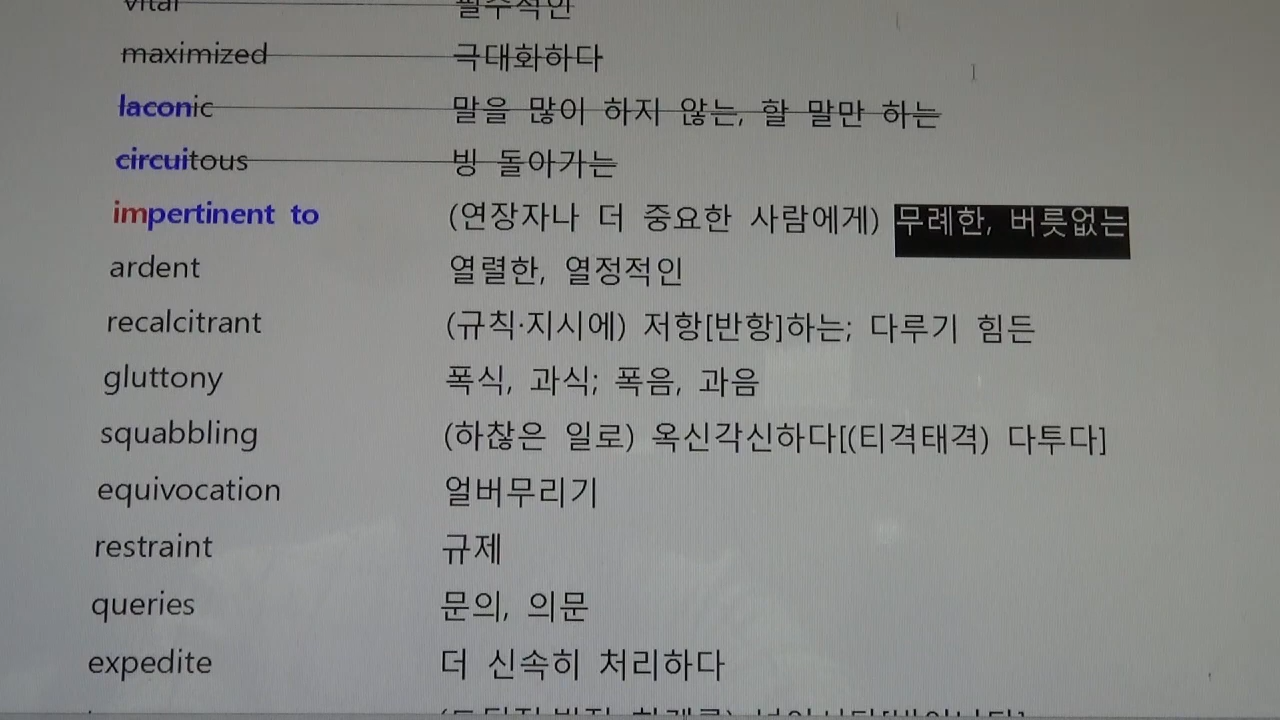 vital 필수적인
maximized 극대화하다
laconic 말을 많이 하지 않는, 할 말만 하는
circuitous 빙 돌아가는
impertinent to (연장자나 더 중요한 사람에게) 무례한, 버릇없는
ardent 열렬한, 열정적인
recalcitrant (규칙·지시에) 저항[반항]하는; 다루기 힘든
gluttony 폭식, 과식; 폭음, 과음
squabbling (하찮은 일로) 옥신각신하다[(티격태격) 다투다]
equivocation 얼버무리기
restraint 규제
queries 문의, 의문
expedite 더 신속히 처리하다